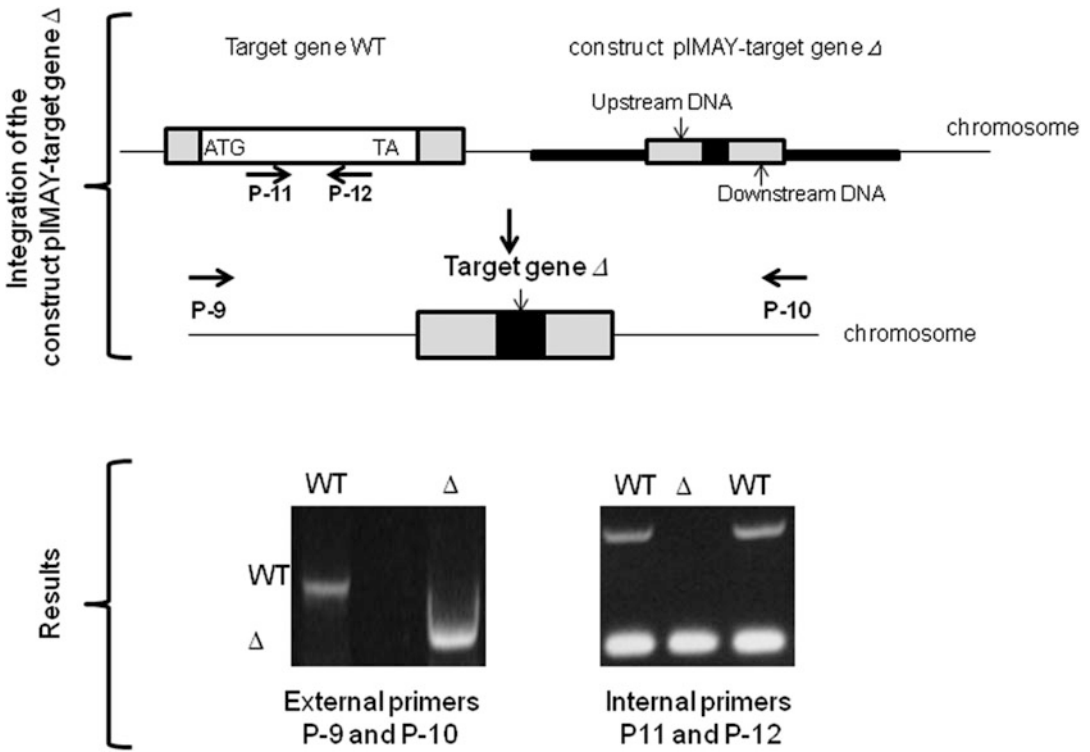 Integration of the
construct pIMAY-target gene Δ
Target gene WT
construct pIMAY-target gene Δ
Upstream DNA
chromosome
ATG
TA
P-11
P-12
Downstream DNA
Target gene Δ
P-9
P-10
chromosome
Results
WT
Δ
WT
Δ
External primers
P-9 and P-10
WT
Δ
WT
Internal primers
P11 and P-12